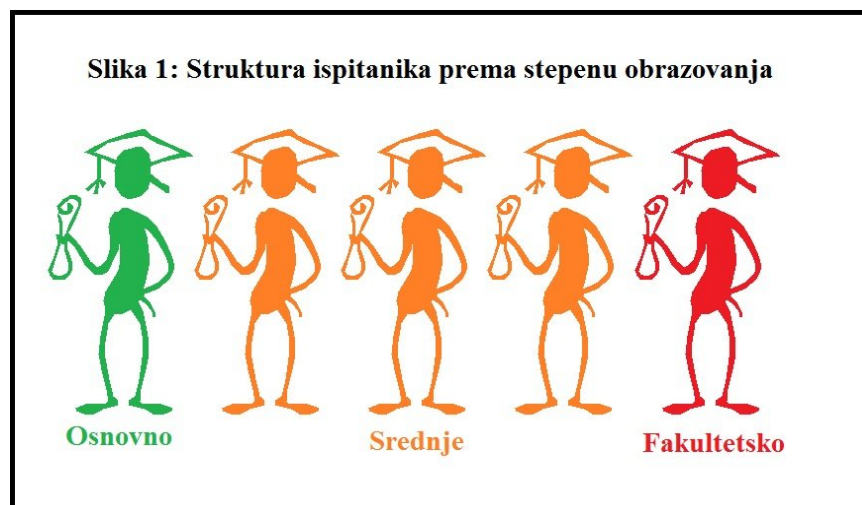 Slika 1: Struktura ispitanika prema stepenu obrazovanja
Osnovno Srednje Fakultetsko